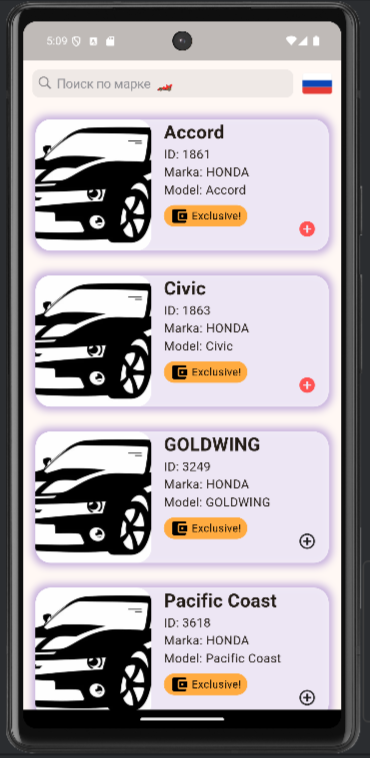 5:09
Поиск по марке
Accord
ID: 1861
Marka: HONDA
Model: Accord
Exclusive!
Civic
ID: 1863
Marka: HONDA
Model: Civic
Exclusive!
GOLDWING
ID: 3249
Marka: HONDA
Model: GOLDWING
Exclusive!
Pacific Coast
ID: 3618
Marka: HONDA
Model: Pacific Coast
Exclusive!